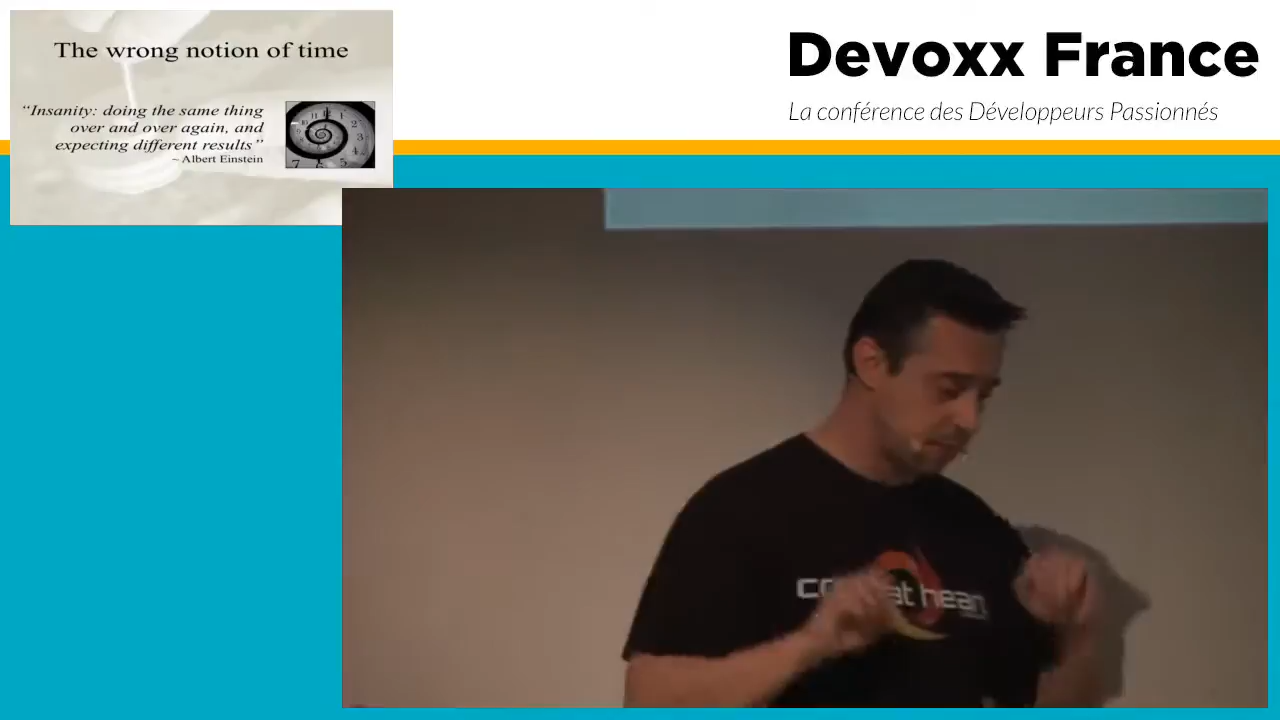 The wrong notion of time
“Insanity: doing the same thing
over and over again, and
expecting different results”
~ Albert Einstein
Devoxx France
La conférence des Développeurs Passionnés